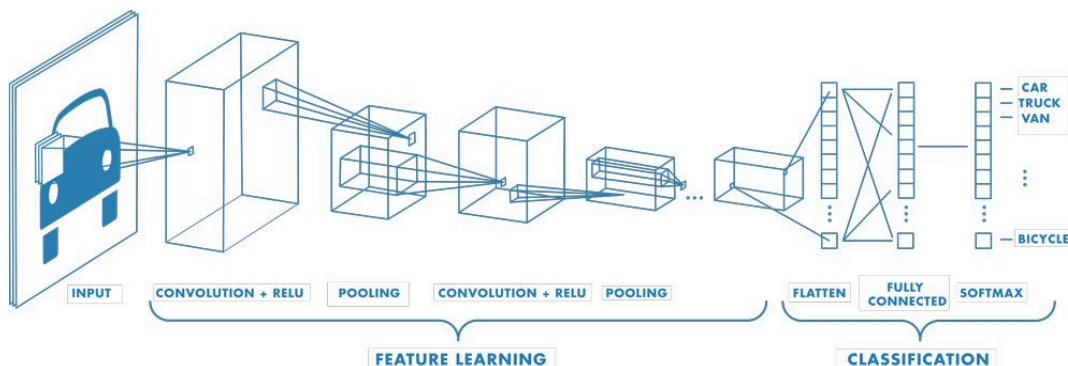 CAR
TRUCK
VAN
BICYCLE
INPUT
CONVOLUTION + RELU
POOLING
CONVOLUTION + RELU
POOLING
FLATTEN
FULLY
CONNECTED
SOFTMAX
FEATURE LEARNING
CLASSIFICATION